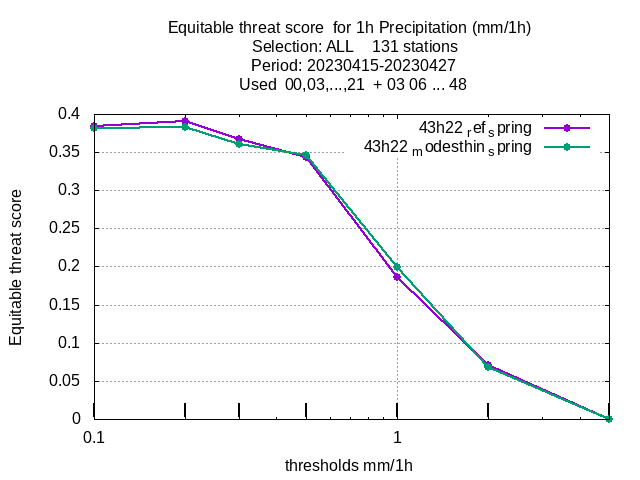 Equitable threat score for 1h Precipitation (mm/1h)
Selection: ALL 131 stations
Period: 20230415-20230427
Used 00,03,...,21 + 03 06 ... 48
43h22 ref spring
43h22 modesthin spring
0.4
0.35
0.3
0.25
0.2
0.15
0.1
0.05
0
Equitable threat score
0.1 1
thresholds mm/1h